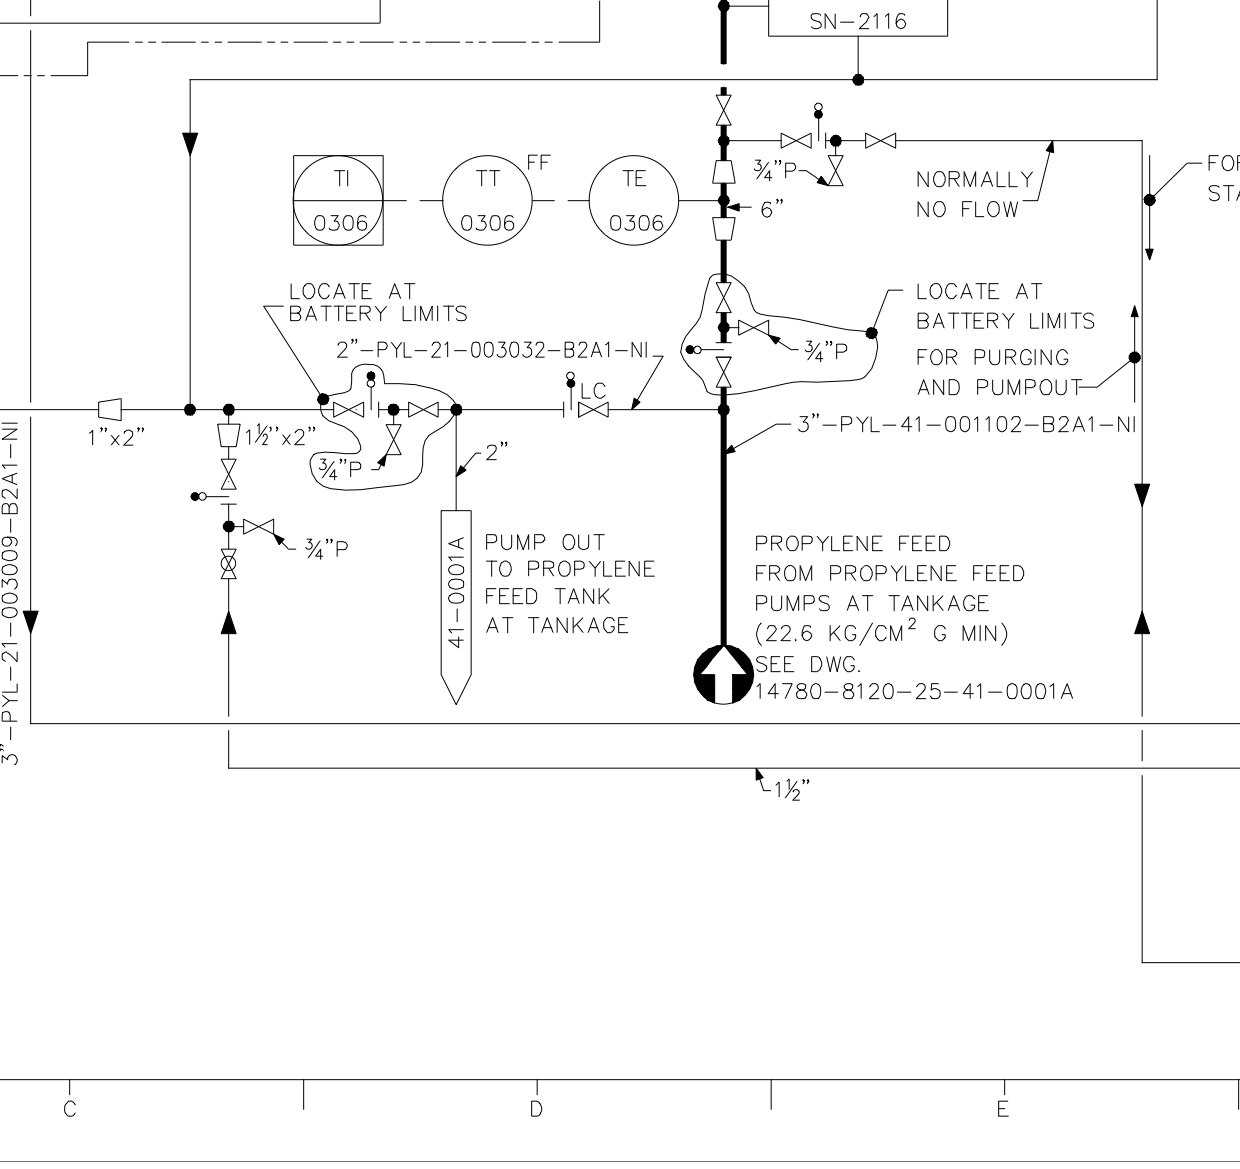 SN-2116
FF
TI
0306
TT
0306
TE
0306
¾"P
6"
NORMALLY
NO FLOW
FOR
STA
LOCATE AT
BATTERY LIMITS
LOCATE AT
BATTERY LIMITS
2"-PYL-21-003032-B2A1-NI
¾"P
FOR PURGING
AND PUMPOUT
LC
3"-PYL-41-001102-B2A1-NI
1"x2"
1½"x2"
¾"P
2"
3"-PYL-21-003009-B2A1-NI
¾"P
41-0001A
PUMP OUT
TO PROPYLENE
FEED TANK
AT TANKAGE
PROPYLENE FEED
FROM PROPYLENE FEED
PUMPS AT TANKAGE
(22.6 KG/CM² G MIN)
SEE DWG.
14780-8120-25-41-0001A
1½"
C
D
E